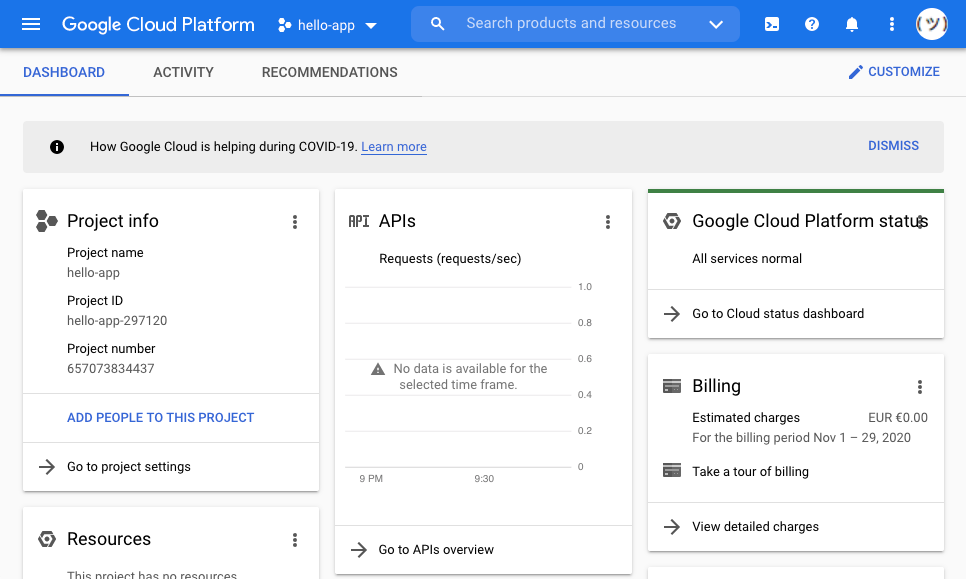 Google Cloud Platform
hello-app
Search products and resources
(ツ)
DASHBOARD
ACTIVITY
RECOMMENDATIONS
CUSTOMIZE
How Google Cloud is helping during COVID-19. Learn more
DISMISS
Project info
Project name
hello-app
Project ID
hello-app-297120
Project number
657073834437
ADD PEOPLE TO THIS PROJECT
Go to project settings
Resources
This project has no resources
API APIs
Requests (requests/sec)
1.0
0.8
0.6
No data is available for the
selected time frame.
0.4
0.2
0
9 PM 9:30
Go to APIs overview
Google Cloud Platform status
All services normal
Go to Cloud status dashboard
Billing
Estimated charges EUR €0.00
For the billing period Nov 1 – 29, 2020
Take a tour of billing
View detailed charges